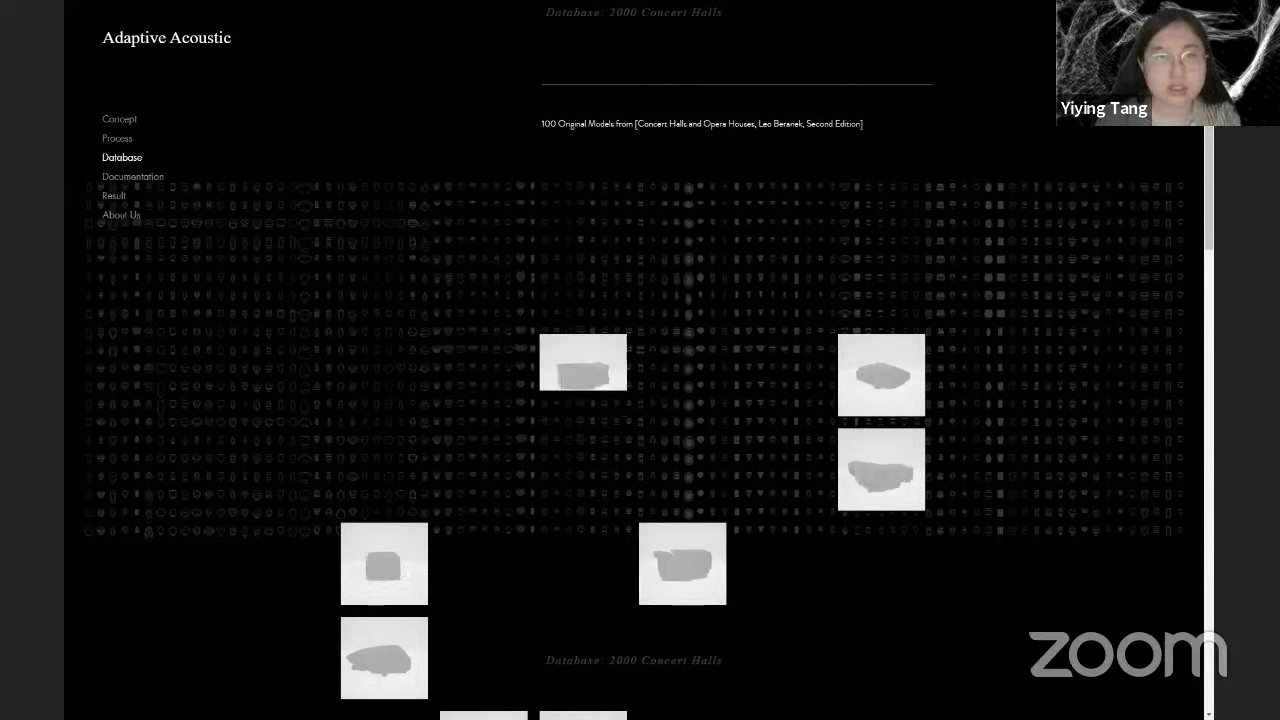 Database: 2000 Concert Halls
Adaptive Acoustic
Yiying Tang
Concept
100 Original Models from [Concert Halls and Opera Houses, Leo Beranek, Second Edition]
Process
Database
Documentation
Result
About Us
Database: 2000 Concert Halls
zoom